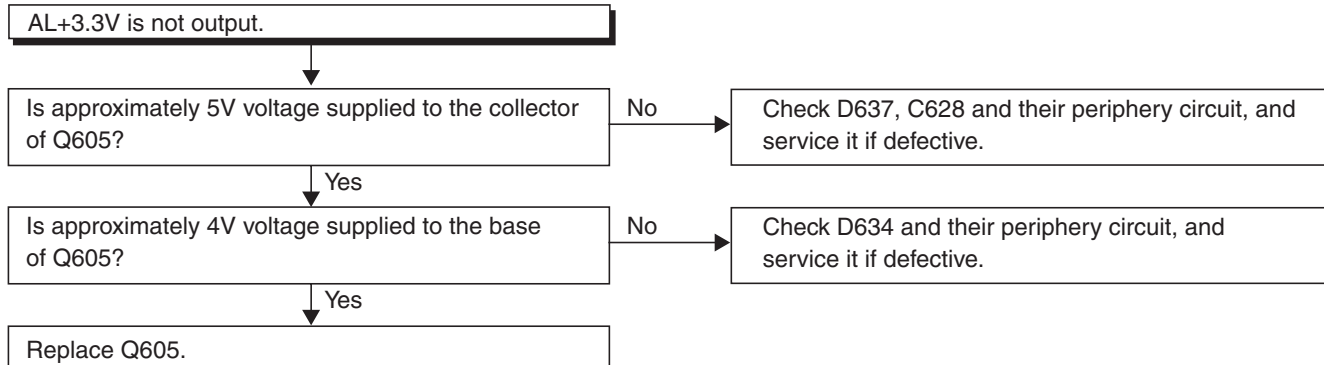 AL+3.3V is not output.
Is approximately 5V voltage supplied to the collector
of Q605?
No
Check D637, C628 and their periphery circuit, and
service it if defective.
Yes
Is approximately 4V voltage supplied to the base
of Q605?
No
Check D634 and their periphery circuit, and
service it if defective.
Yes
Replace Q605.